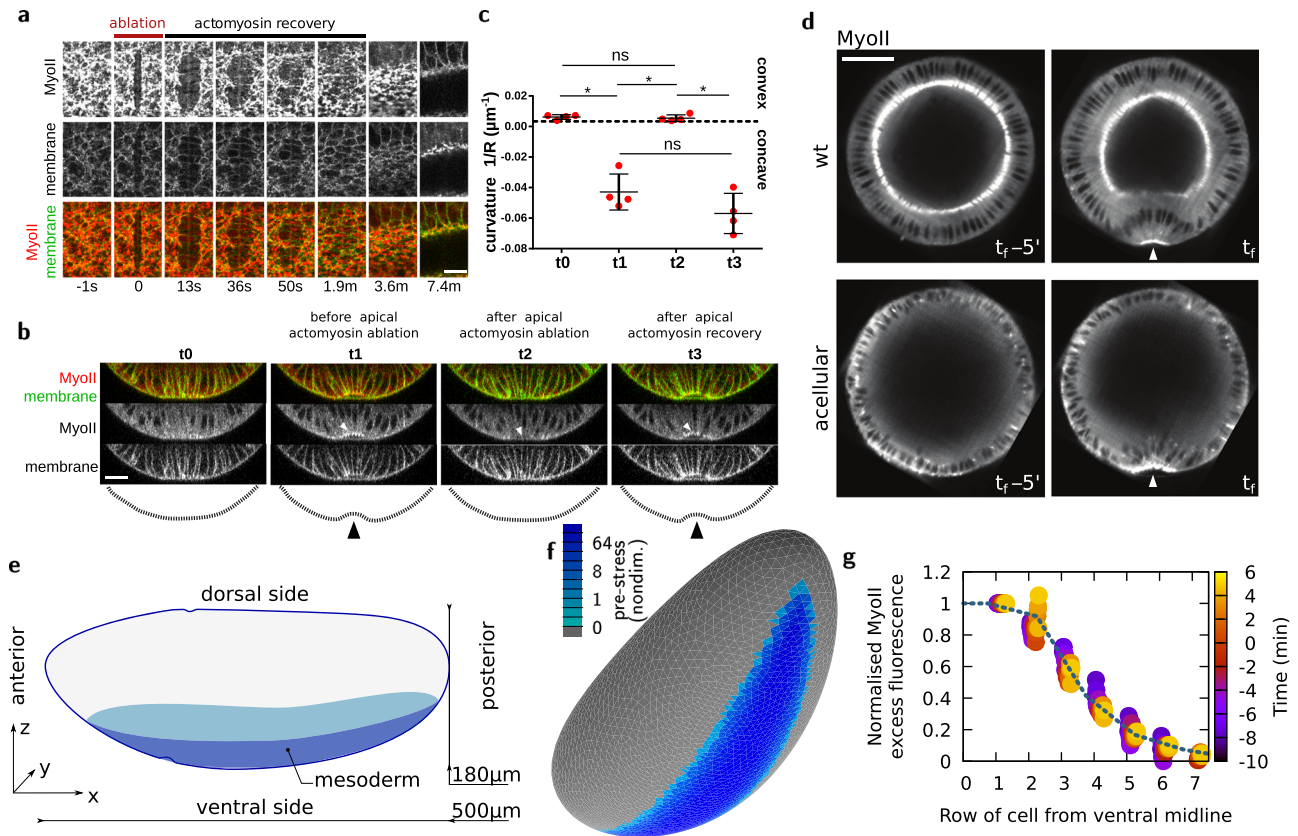 a
ablation
actomyosin recovery
MyoII
membrane
MyoII
membrane
-1s 0 13s 36s 50s 1.9m 3.6m 7.4m
b
before apical
actomyosin ablation
after apical
actomyosin ablation
after apical
actomyosin recovery
t0 t1 t2 t3
MyoII
membrane
MyoII
membrane
c
ns
* * *
ns
convex
concave
curvature 1/R (µm⁻¹)
0.02
0.00
-0.02
-0.04
-0.06
-0.08
t0 t1 t2 t3
d
MyoII
wt
t_f–5'
t_f
acellular
t_f–5'
t_f
e
dorsal side
anterior
posterior
z
y
x
mesoderm
180µm
ventral side
500µm
f
64
8
1
0
pre-stress
(nondim.)
g
Normalised MyoII
excess fluorescence
1.2
1
0.8
0.6
0.4
0.2
0
0 1 2 3 4 5 6 7
Row of cell from ventral midline
6
4
2
0
-2
-4
-6
-8
-10
Time (min)